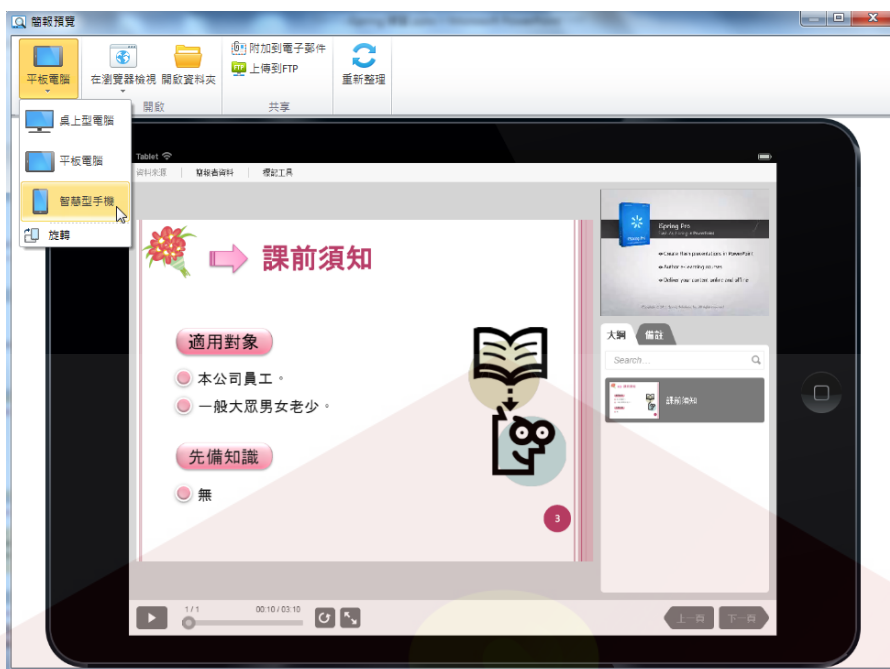 簡報預覽
平板電腦
在瀏覽器檢視
開啟資料夾
附加到電子郵件
上傳到FTP
重新整理
開啟
共享
桌上型電腦
平板電腦
智慧型手機
旋轉
Tablet
資料來源
簡報者資料
標記工具
課前須知
適用對象
本公司員工。
一般大眾男女老少。
先備知識
無
3
iSpring Pro
大綱
備註
Search...
課前須知
1 / 1
00:10 / 03:10
上一頁
下一頁